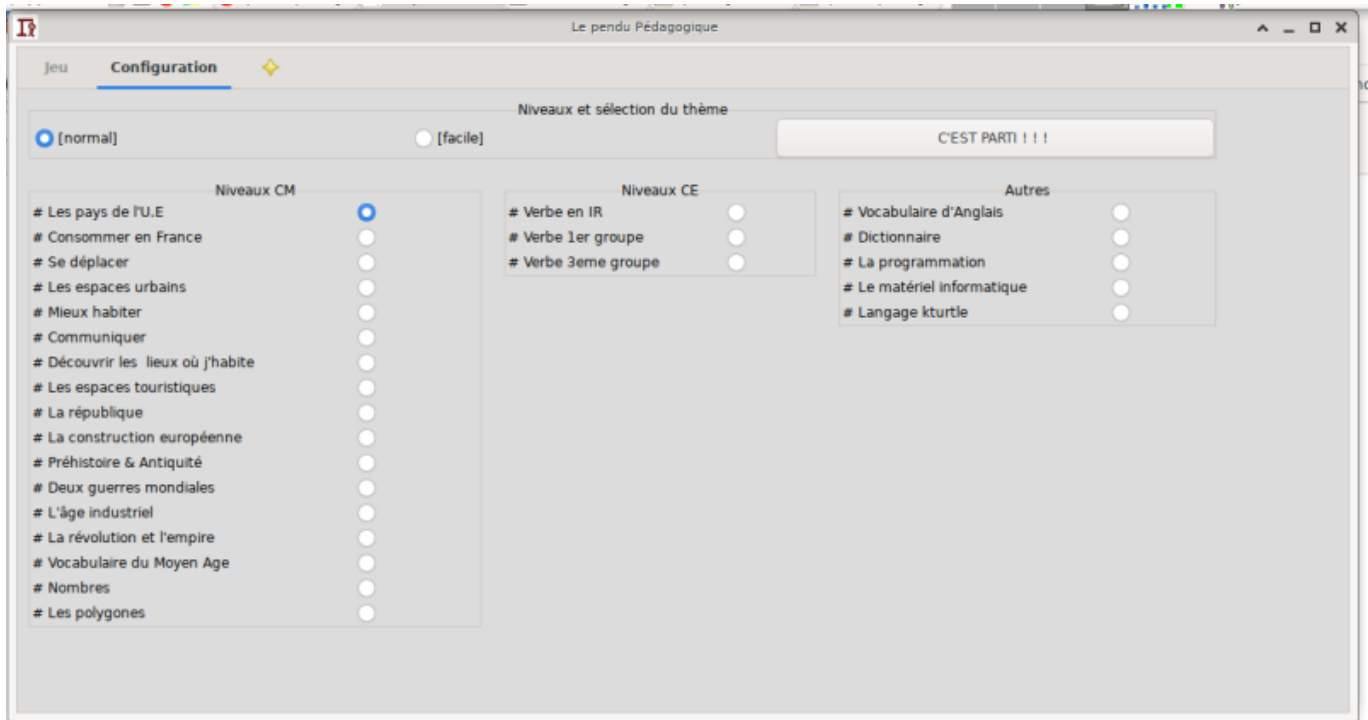 Le pendu Pédagogique
Jeu
Configuration
Niveaux et sélection du thème
[normal]
[facile]
C'EST PARTI ! ! !
Niveaux CM
# Les pays de l'U.E
# Consommer en France
# Se déplacer
# Les espaces urbains
# Mieux habiter
# Communiquer
# Découvrir les  lieux où j'habite
# Les espaces touristiques
# La république
# La construction européenne
# Préhistoire & Antiquité
# Deux guerres mondiales
# L'âge industriel
# La révolution et l'empire
# Vocabulaire du Moyen Age
# Nombres
# Les polygones
Niveaux CE
# Verbe en IR
# Verbe 1er groupe
# Verbe 3eme groupe
Autres
# Vocabulaire d'Anglais
# Dictionnaire
# La programmation
# Le matériel informatique
# Langage kturtle